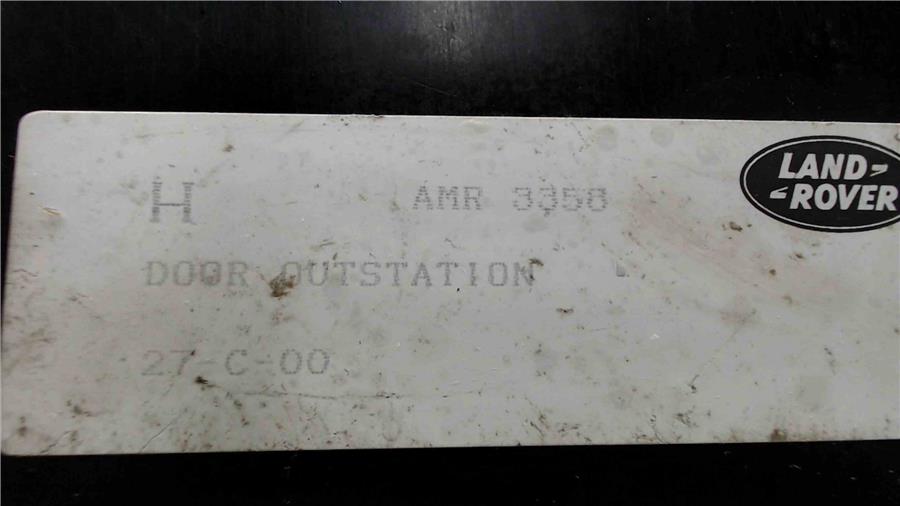 H AMR 3358
LAND-
-ROVER
DOOR OUTSTATION
27-C-00